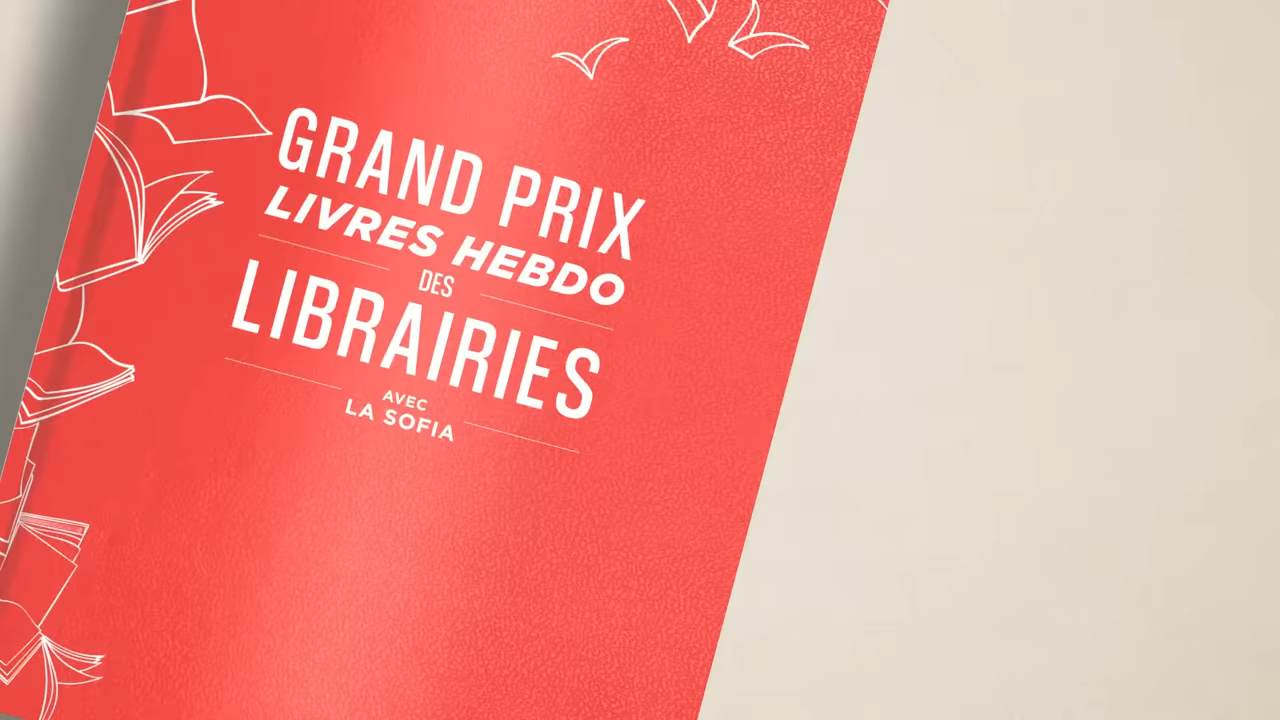 GRAND PRIX
LIVRES HEBDO
DES
LIBRAIRIES
AVEC
LA SOFIA